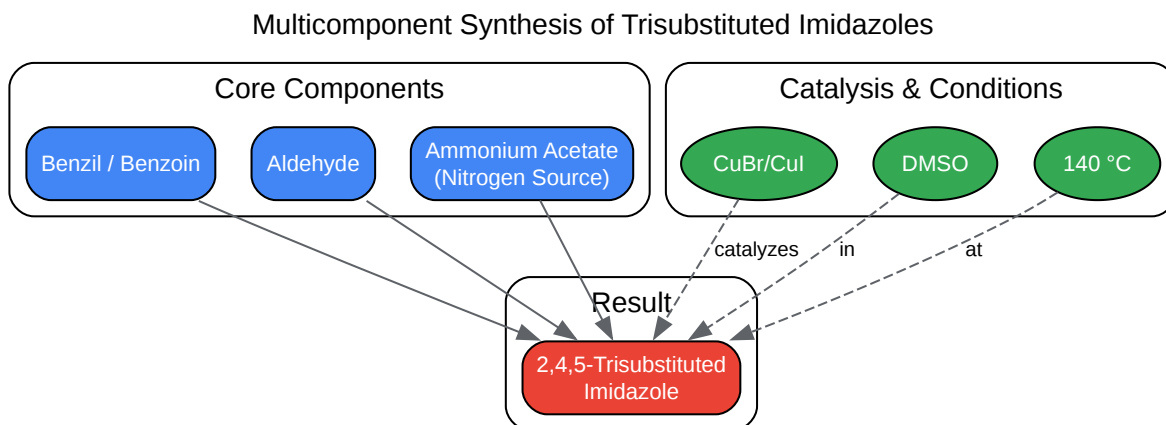 Multicomponent Synthesis of Trisubstituted Imidazoles
Core Components
Benzil / Benzoin
Aldehyde
Ammonium Acetate
(Nitrogen Source)
Catalysis & Conditions
CuBr/CuI
DMSO
140 °C
catalyzes
in
at
Result
2,4,5-Trisubstituted
Imidazole